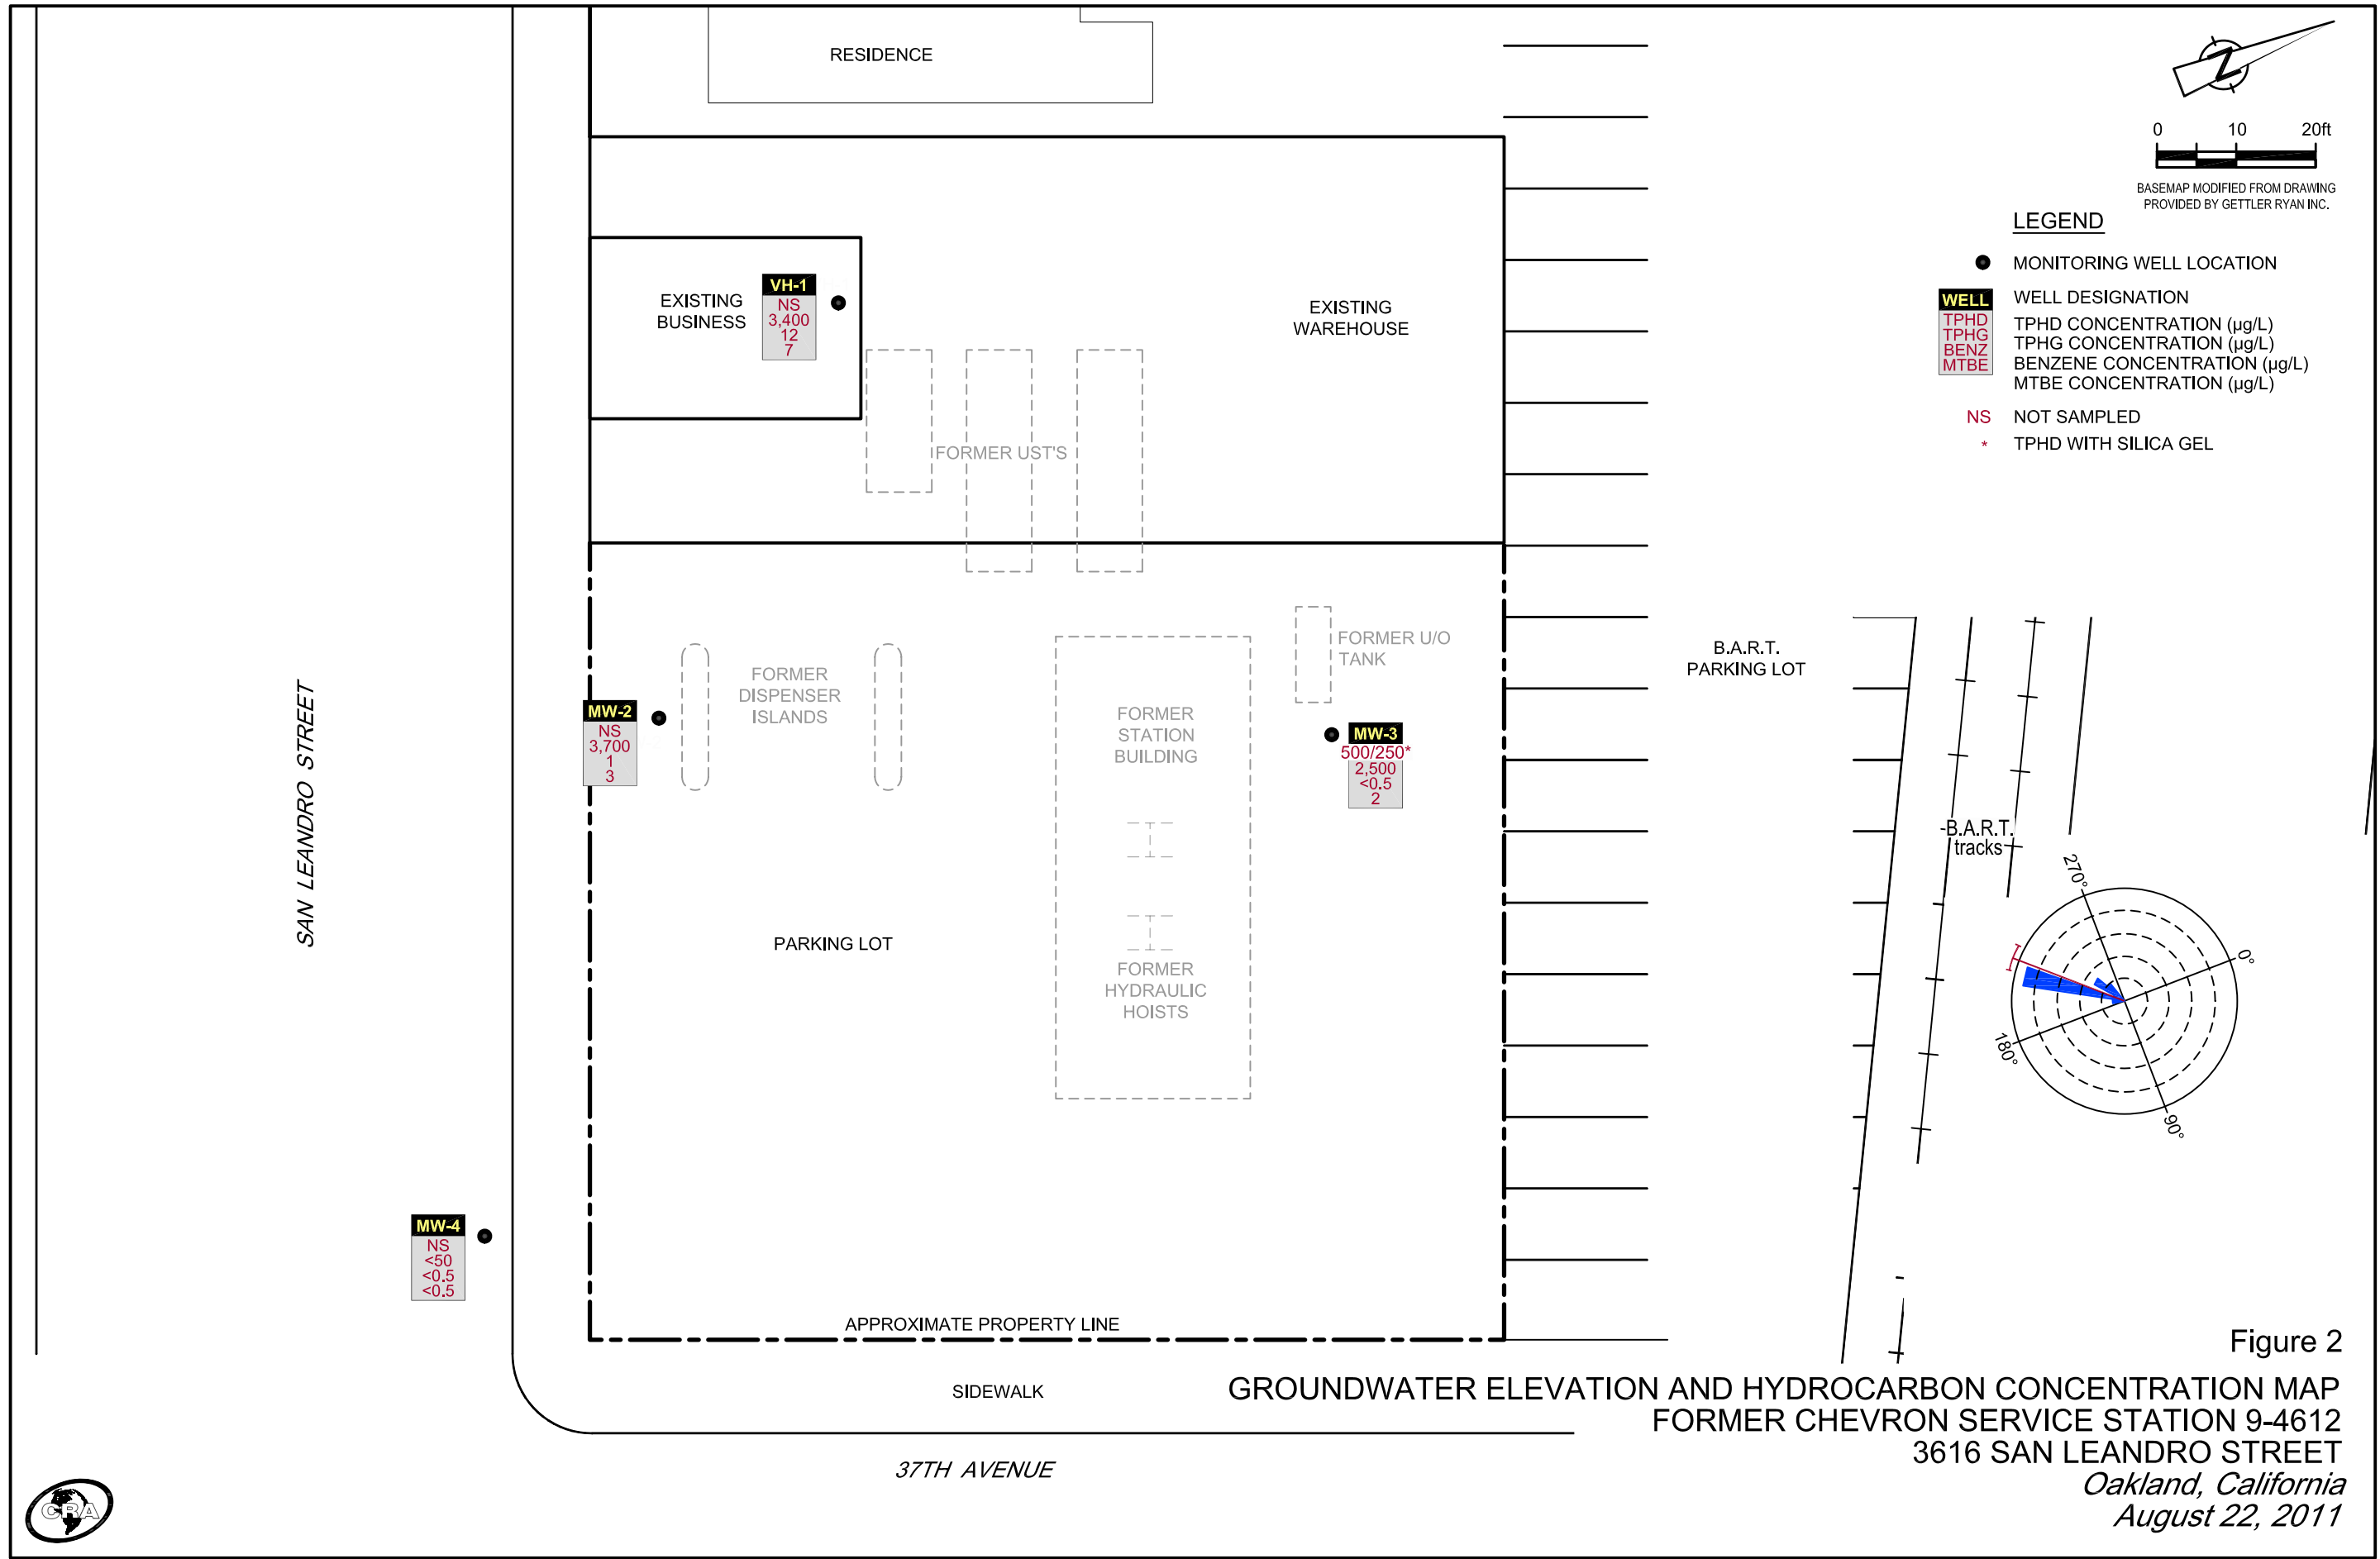 RESIDENCE
0 10 20ft
BASEMAP MODIFIED FROM DRAWING
PROVIDED BY GETTLER RYAN INC.
LEGEND
MONITORING WELL LOCATION
WELL
TPHD
TPHG
BENZ
MTBE
WELL DESIGNATION
TPHD CONCENTRATION (µg/L)
TPHG CONCENTRATION (µg/L)
BENZENE CONCENTRATION (µg/L)
MTBE CONCENTRATION (µg/L)
NS NOT SAMPLED
* TPHD WITH SILICA GEL
EXISTING
BUSINESS
VH-1
NS
3,400
12
7
EXISTING
WAREHOUSE
FORMER UST'S
FORMER U/O
TANK
B.A.R.T.
PARKING LOT
FORMER
DISPENSER
ISLANDS
MW-2
NS
3,700
1
3
FORMER
STATION
BUILDING
MW-3
500/250*
2,500
<0.5
2
SAN LEANDRO STREET
B.A.R.T.
tracks
270°
0°
180°
90°
PARKING LOT
FORMER
HYDRAULIC
HOISTS
MW-4
NS
<50
<0.5
<0.5
APPROXIMATE PROPERTY LINE
SIDEWALK
37TH AVENUE
Figure 2
GROUNDWATER ELEVATION AND HYDROCARBON CONCENTRATION MAP
FORMER CHEVRON SERVICE STATION 9-4612
3616 SAN LEANDRO STREET
Oakland, California
August 22, 2011
CRA
Z